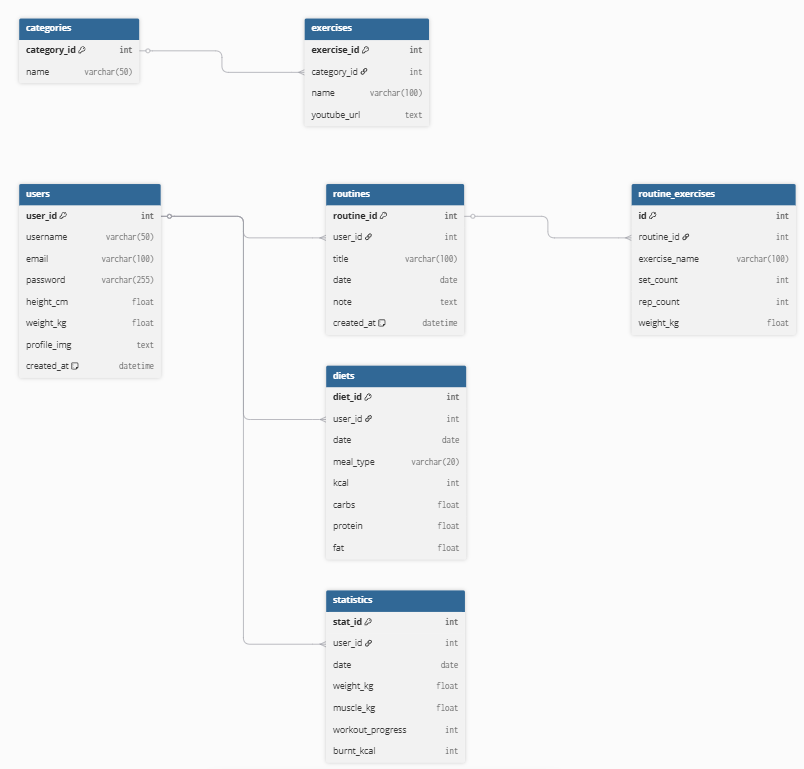 categories
category_id int
name varchar(50)
exercises
exercise_id int
category_id int
name varchar(100)
youtube_url text
users
user_id int
username varchar(50)
email varchar(100)
password varchar(255)
height_cm float
weight_kg float
profile_img text
created_at datetime
routines
routine_id int
user_id int
title varchar(100)
date date
note text
created_at datetime
routine_exercises
id int
routine_id int
exercise_name varchar(100)
set_count int
rep_count int
weight_kg float
diets
diet_id int
user_id int
date date
meal_type varchar(20)
kcal int
carbs float
protein float
fat float
statistics
stat_id int
user_id int
date date
weight_kg float
muscle_kg float
workout_progress int
burnt_kcal int